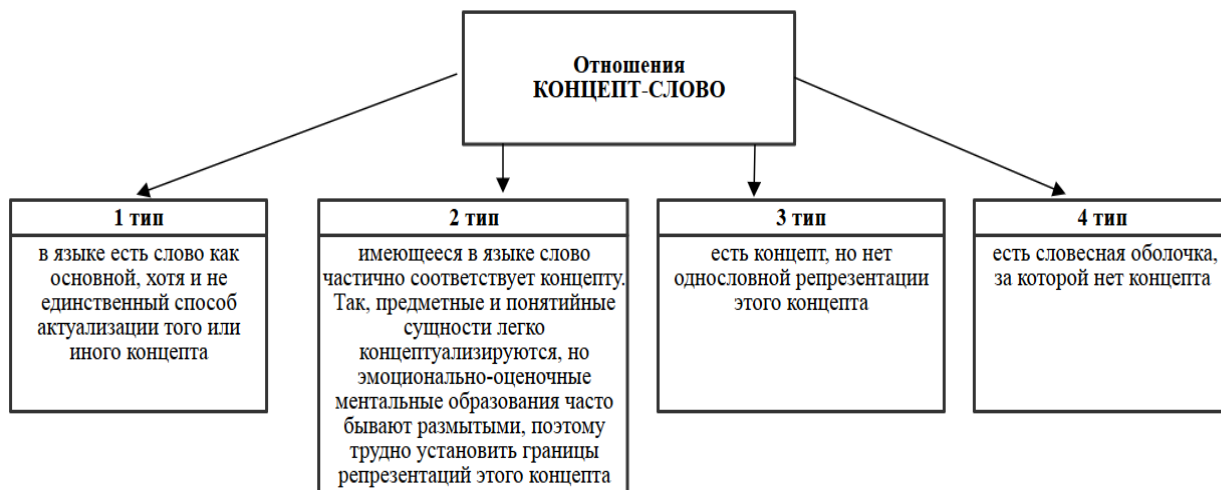 Отношения
КОНЦЕПТ-СЛОВО
1 тип
в языке есть слово как
основной, хотя и не
единственный способ
актуализации того или
иного концепта
2 тип
имеющееся в языке слово
частично соответствует концепту.
Так, предметные и понятийные
сущности легко
концептуализируются, но
эмоционально-оценочные
ментальные образования часто
бывают размытыми, поэтому
трудно установить границы
репрезентаций этого концепта
3 тип
есть концепт, но нет
однословной репрезентации
этого концепта
4 тип
есть словесная оболочка,
за которой нет концепта